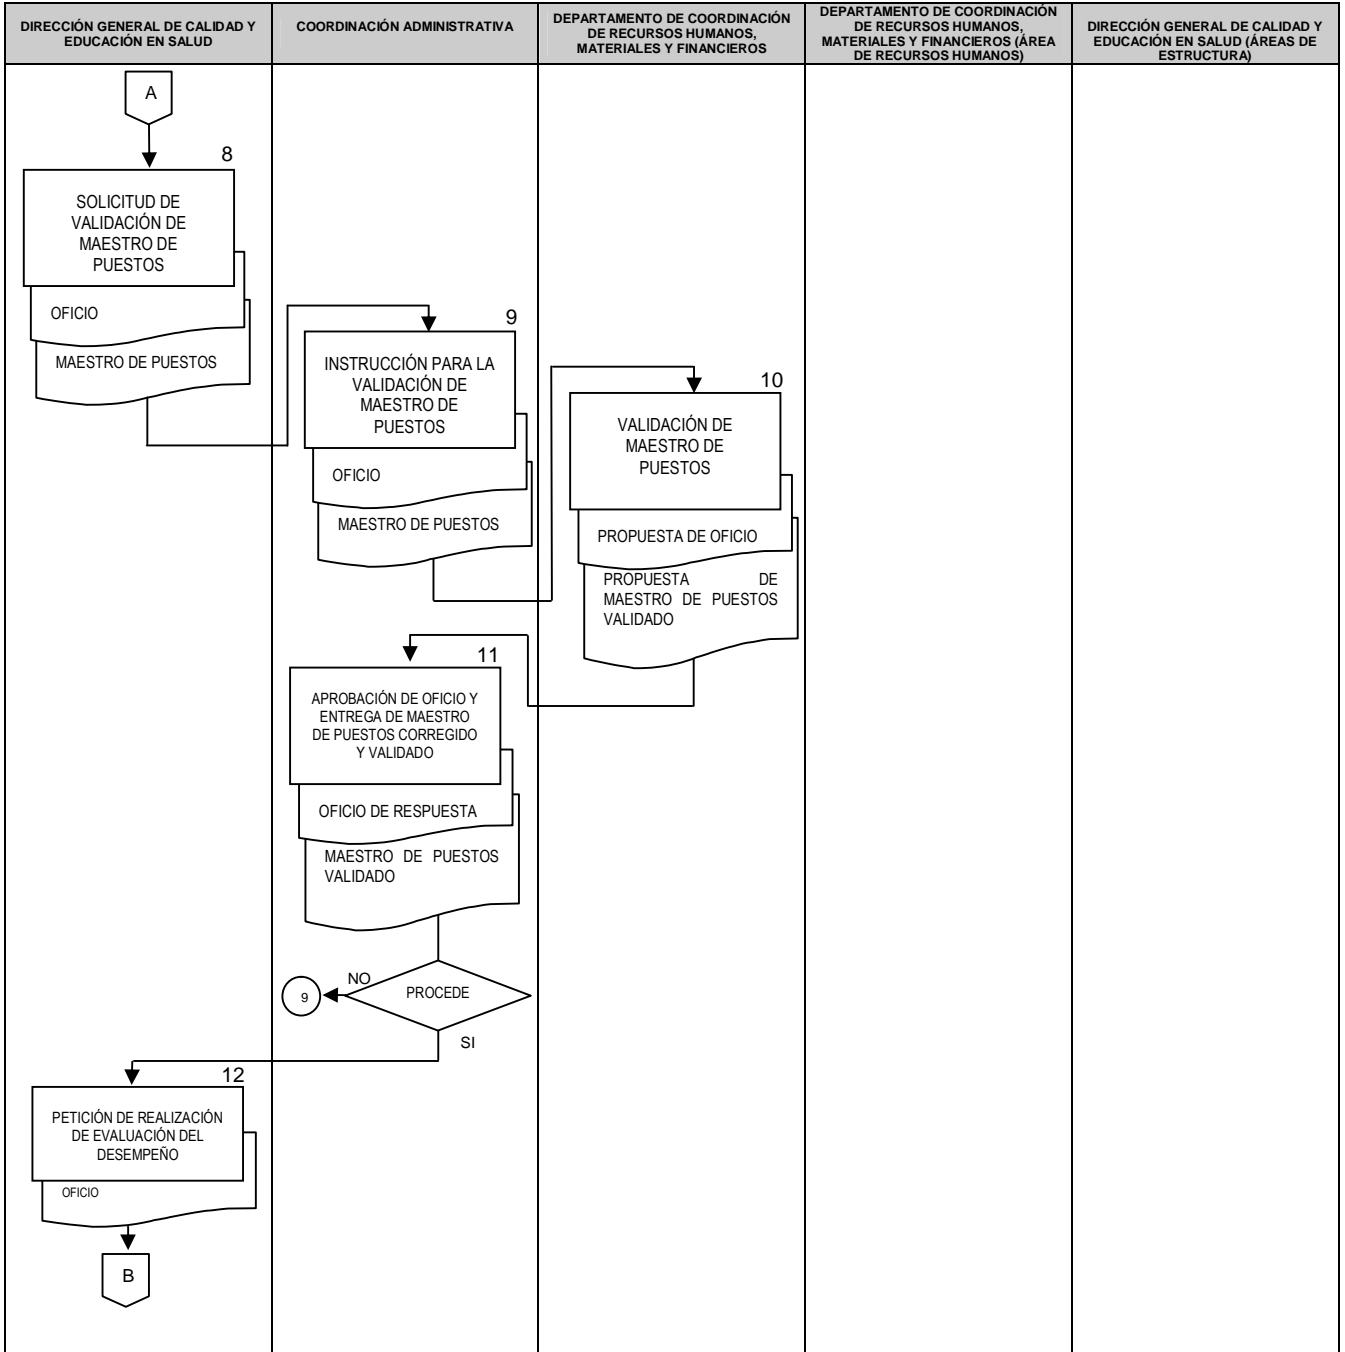 DIRECCIÓN GENERAL DE CALIDAD Y
EDUCACIÓN EN SALUD
COORDINACIÓN ADMINISTRATIVA
DEPARTAMENTO DE COORDINACIÓN
DE RECURSOS HUMANOS,
MATERIALES Y FINANCIEROS
DEPARTAMENTO DE COORDINACIÓN
DE RECURSOS HUMANOS,
MATERIALES Y FINANCIEROS (ÁREA
DE RECURSOS HUMANOS)
DIRECCIÓN GENERAL DE CALIDAD Y
EDUCACIÓN EN SALUD (ÁREAS DE
ESTRUCTURA)
A
8
SOLICITUD DE
VALIDACIÓN DE
MAESTRO DE
PUESTOS
OFICIO
MAESTRO DE PUESTOS
9
INSTRUCCIÓN PARA LA
VALIDACIÓN DE
MAESTRO DE
PUESTOS
OFICIO
MAESTRO DE PUESTOS
10
VALIDACIÓN DE
MAESTRO DE
PUESTOS
PROPUESTA DE OFICIO
PROPUESTA DE
MAESTRO DE PUESTOS
VALIDADO
11
APROBACIÓN DE OFICIO Y
ENTREGA DE MAESTRO
DE PUESTOS CORREGIDO
Y VALIDADO
OFICIO DE RESPUESTA
MAESTRO DE PUESTOS
VALIDADO
PROCEDE
NO
9
SI
12
PETICIÓN DE REALIZACIÓN
DE EVALUACIÓN DEL
DESEMPEÑO
OFICIO
B